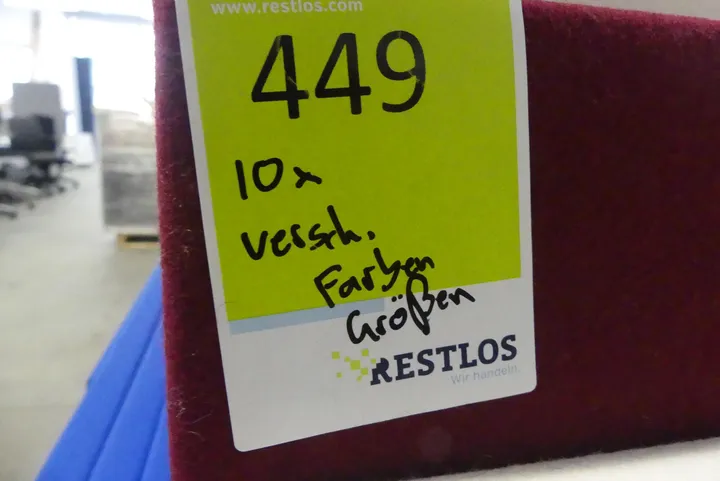 www.restlos.com
449
10x
versch.
Farben
Größen
RESTLOS
Wir handeln.